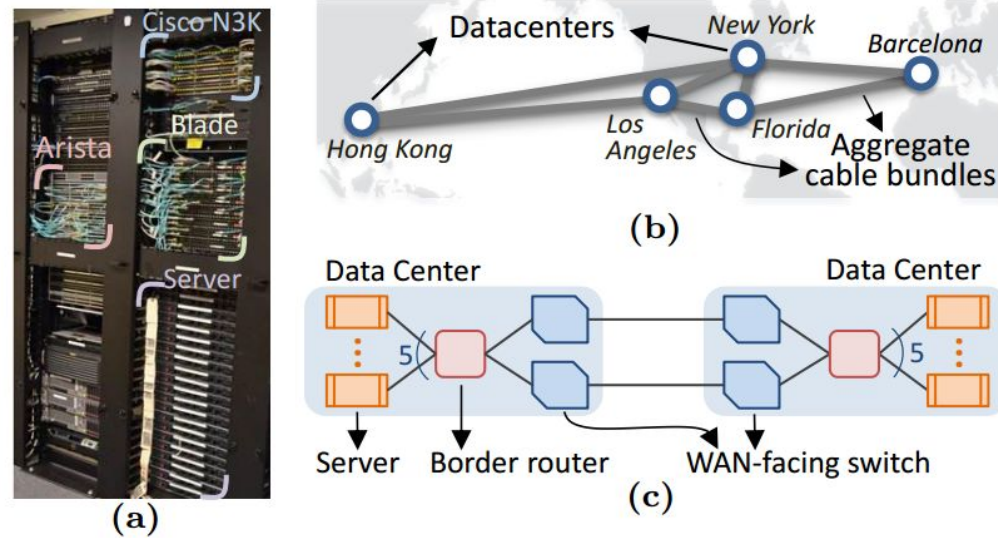 Cisco N3K
Blade
Arista
Server
(a)
Datacenters
New York
Barcelona
Hong Kong
Los
Angeles
Florida
Aggregate
cable bundles
(b)
Data Center
Data Center
5
5
Server
Border router
WAN-facing switch
(c)